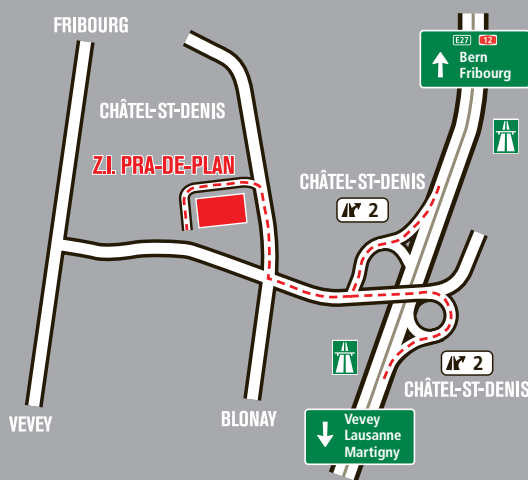 FRIBOURG
E27 12
Bern
Fribourg
CHÂTEL-ST-DENIS
Z.I. PRA-DE-PLAN
CHÂTEL-ST-DENIS
2
2
CHÂTEL-ST-DENIS
VEVEY
BLONAY
Vevey
Lausanne
Martigny